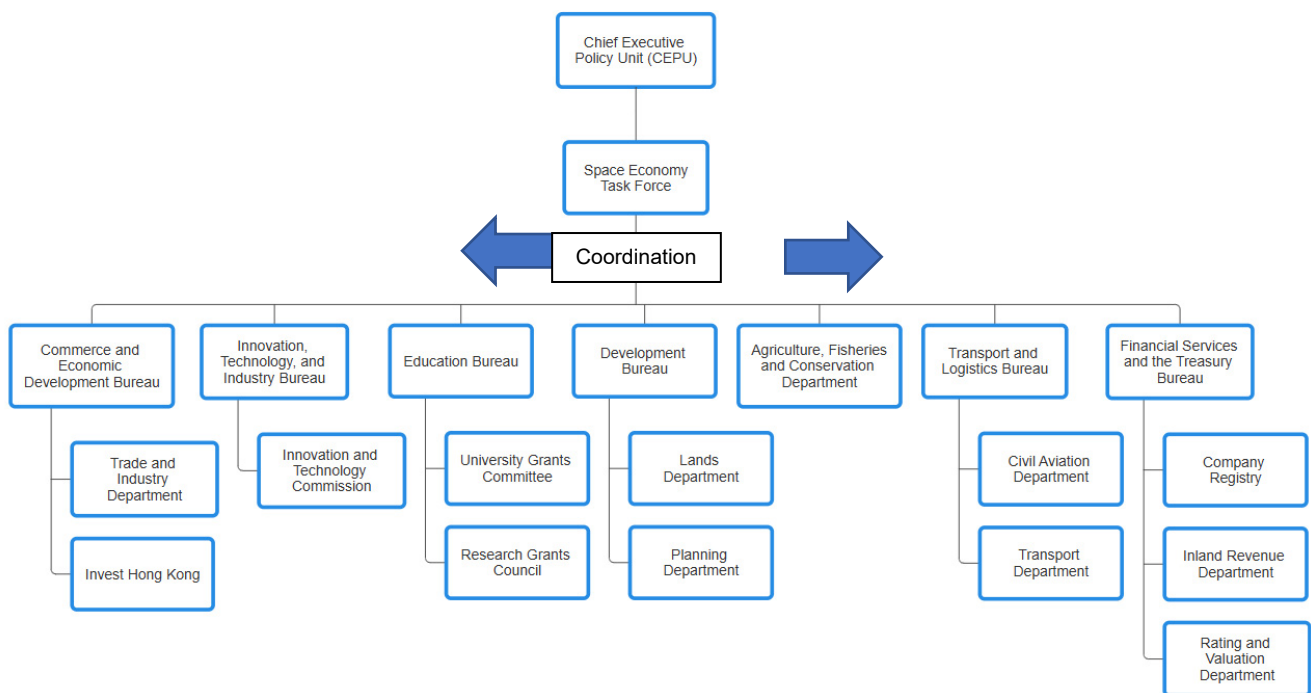 Chief Executive
Policy Unit (CEPU)
Space Economy
Task Force
Coordination
Commerce and
Economic
Development Bureau
Innovation,
Technology, and
Industry Bureau
Education Bureau
Development
Bureau
Agriculture, Fisheries
and Conservation
Department
Transport and
Logistics Bureau
Financial Services
and the Treasury
Bureau
Trade and
Industry
Department
Innovation and
Technology
Commission
University Grants
Committee
Lands
Department
Civil Aviation
Department
Company
Registry
Invest Hong Kong
Research Grants
Council
Planning
Department
Transport
Department
Inland Revenue
Department
Rating and
Valuation
Department